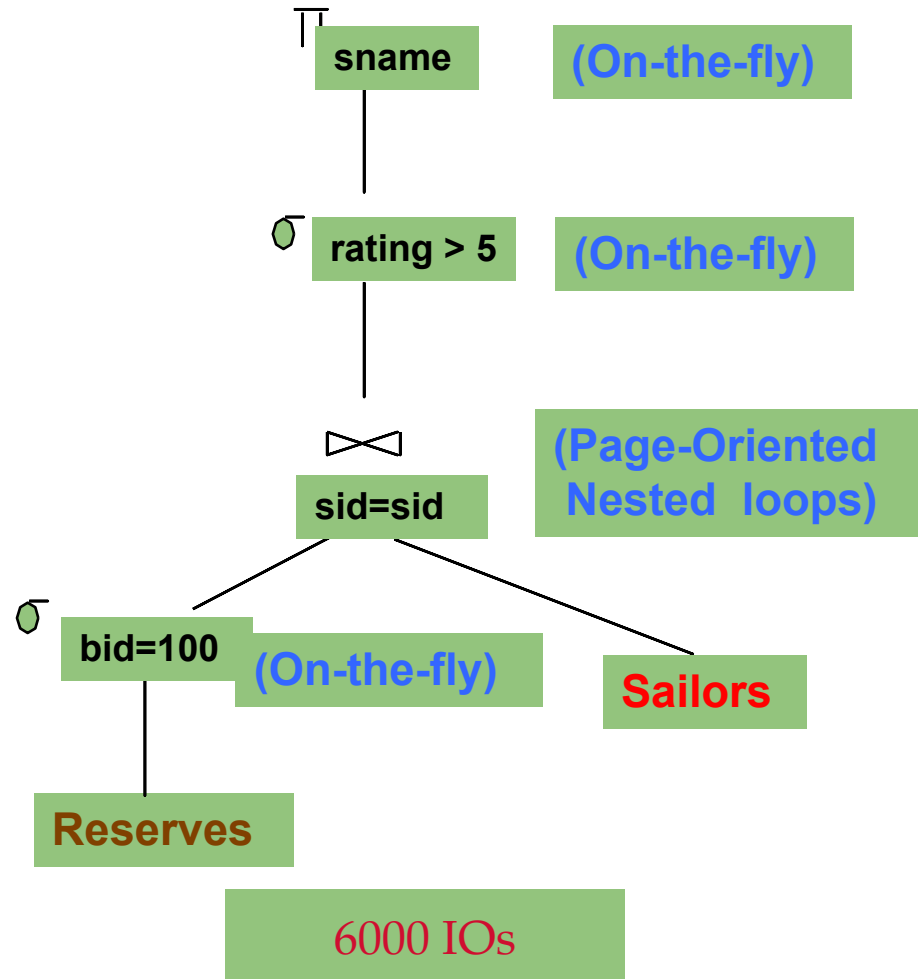 π sname (On-the-fly)
σ rating > 5 (On-the-fly)
⋈ sid=sid (Page-Oriented
Nested loops)
σ bid=100 (On-the-fly)
Sailors
Reserves
6000 IOs